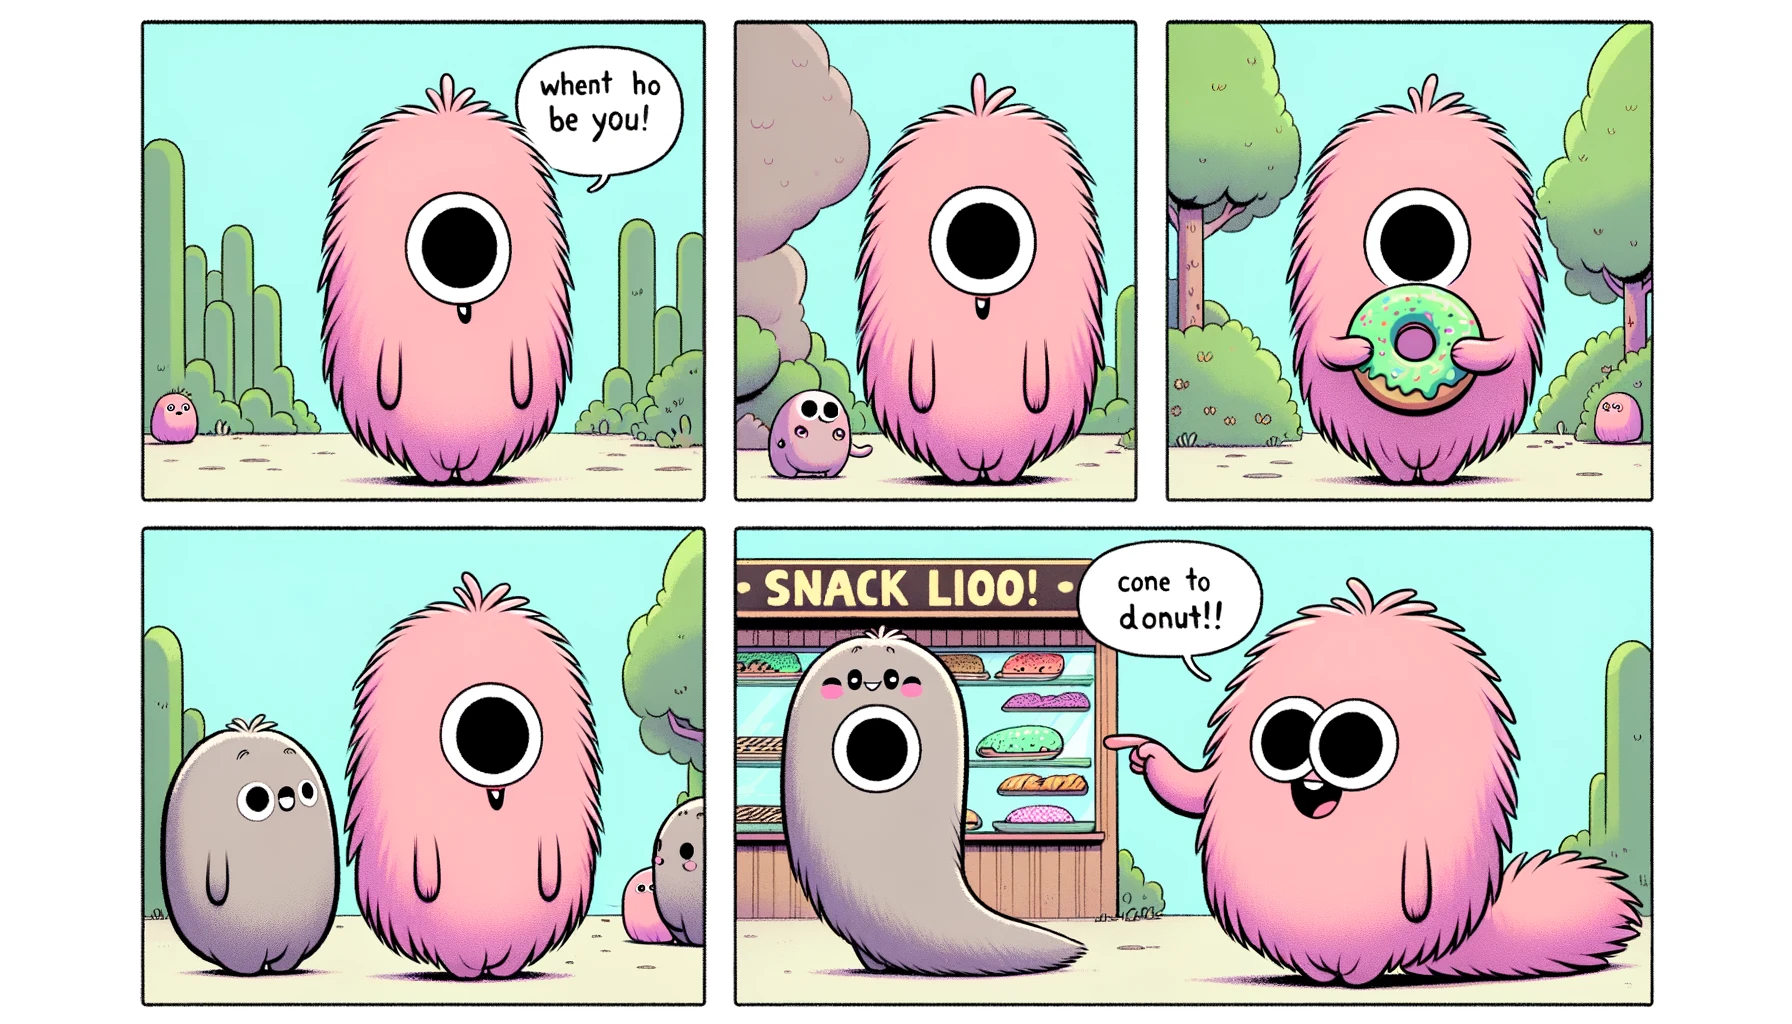 whent ho
be you!
• SNACK LIOO! •
cone to
donut!!